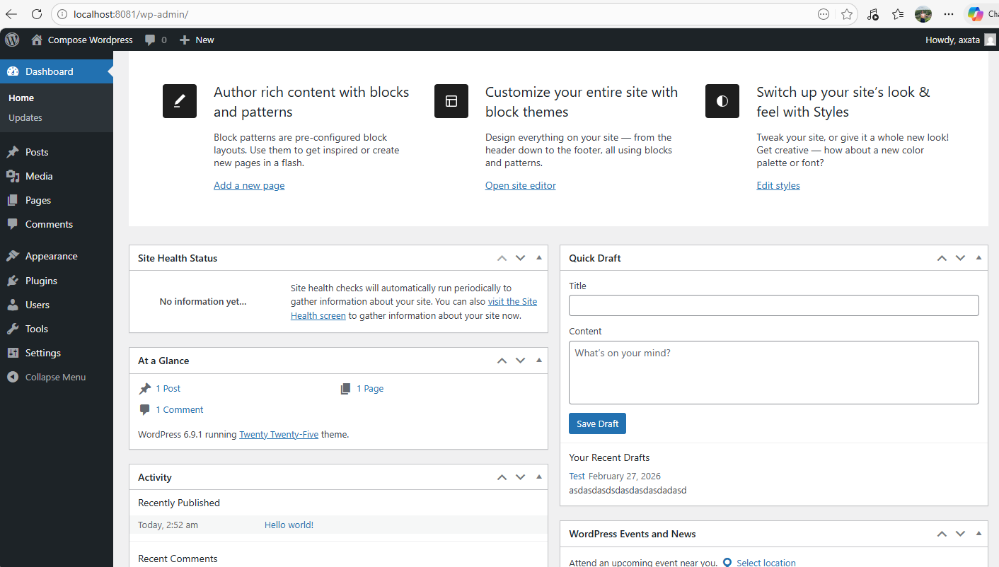 localhost:8081/wp-admin/
Cha
Compose Wordpress 0 New Howdy, axata
Dashboard
Home
Updates
Posts
Media
Pages
Comments
Appearance
Plugins
Users
Tools
Settings
Collapse Menu
Author rich content with blocks
and patterns
Block patterns are pre-configured block
layouts. Use them to get inspired or create
new pages in a flash.
Add a new page
Customize your entire site with
block themes
Design everything on your site — from the
header down to the footer, all using blocks
and patterns.
Open site editor
Switch up your site’s look &
feel with Styles
Tweak your site, or give it a whole new look!
Get creative — how about a new color
palette or font?
Edit styles
Site Health Status
No information yet…
Site health checks will automatically run periodically to
gather information about your site. You can also visit the Site
Health screen to gather information about your site now.
At a Glance
1 Post 1 Page
1 Comment
WordPress 6.9.1 running Twenty Twenty-Five theme.
Activity
Recently Published
Today, 2:52 am Hello world!
Recent Comments
Quick Draft
Title
Content
What’s on your mind?
Save Draft
Your Recent Drafts
Test February 27, 2026
asdasdasdsdasdasdasdadasd
WordPress Events and News
Attend an upcoming event near you. Select location